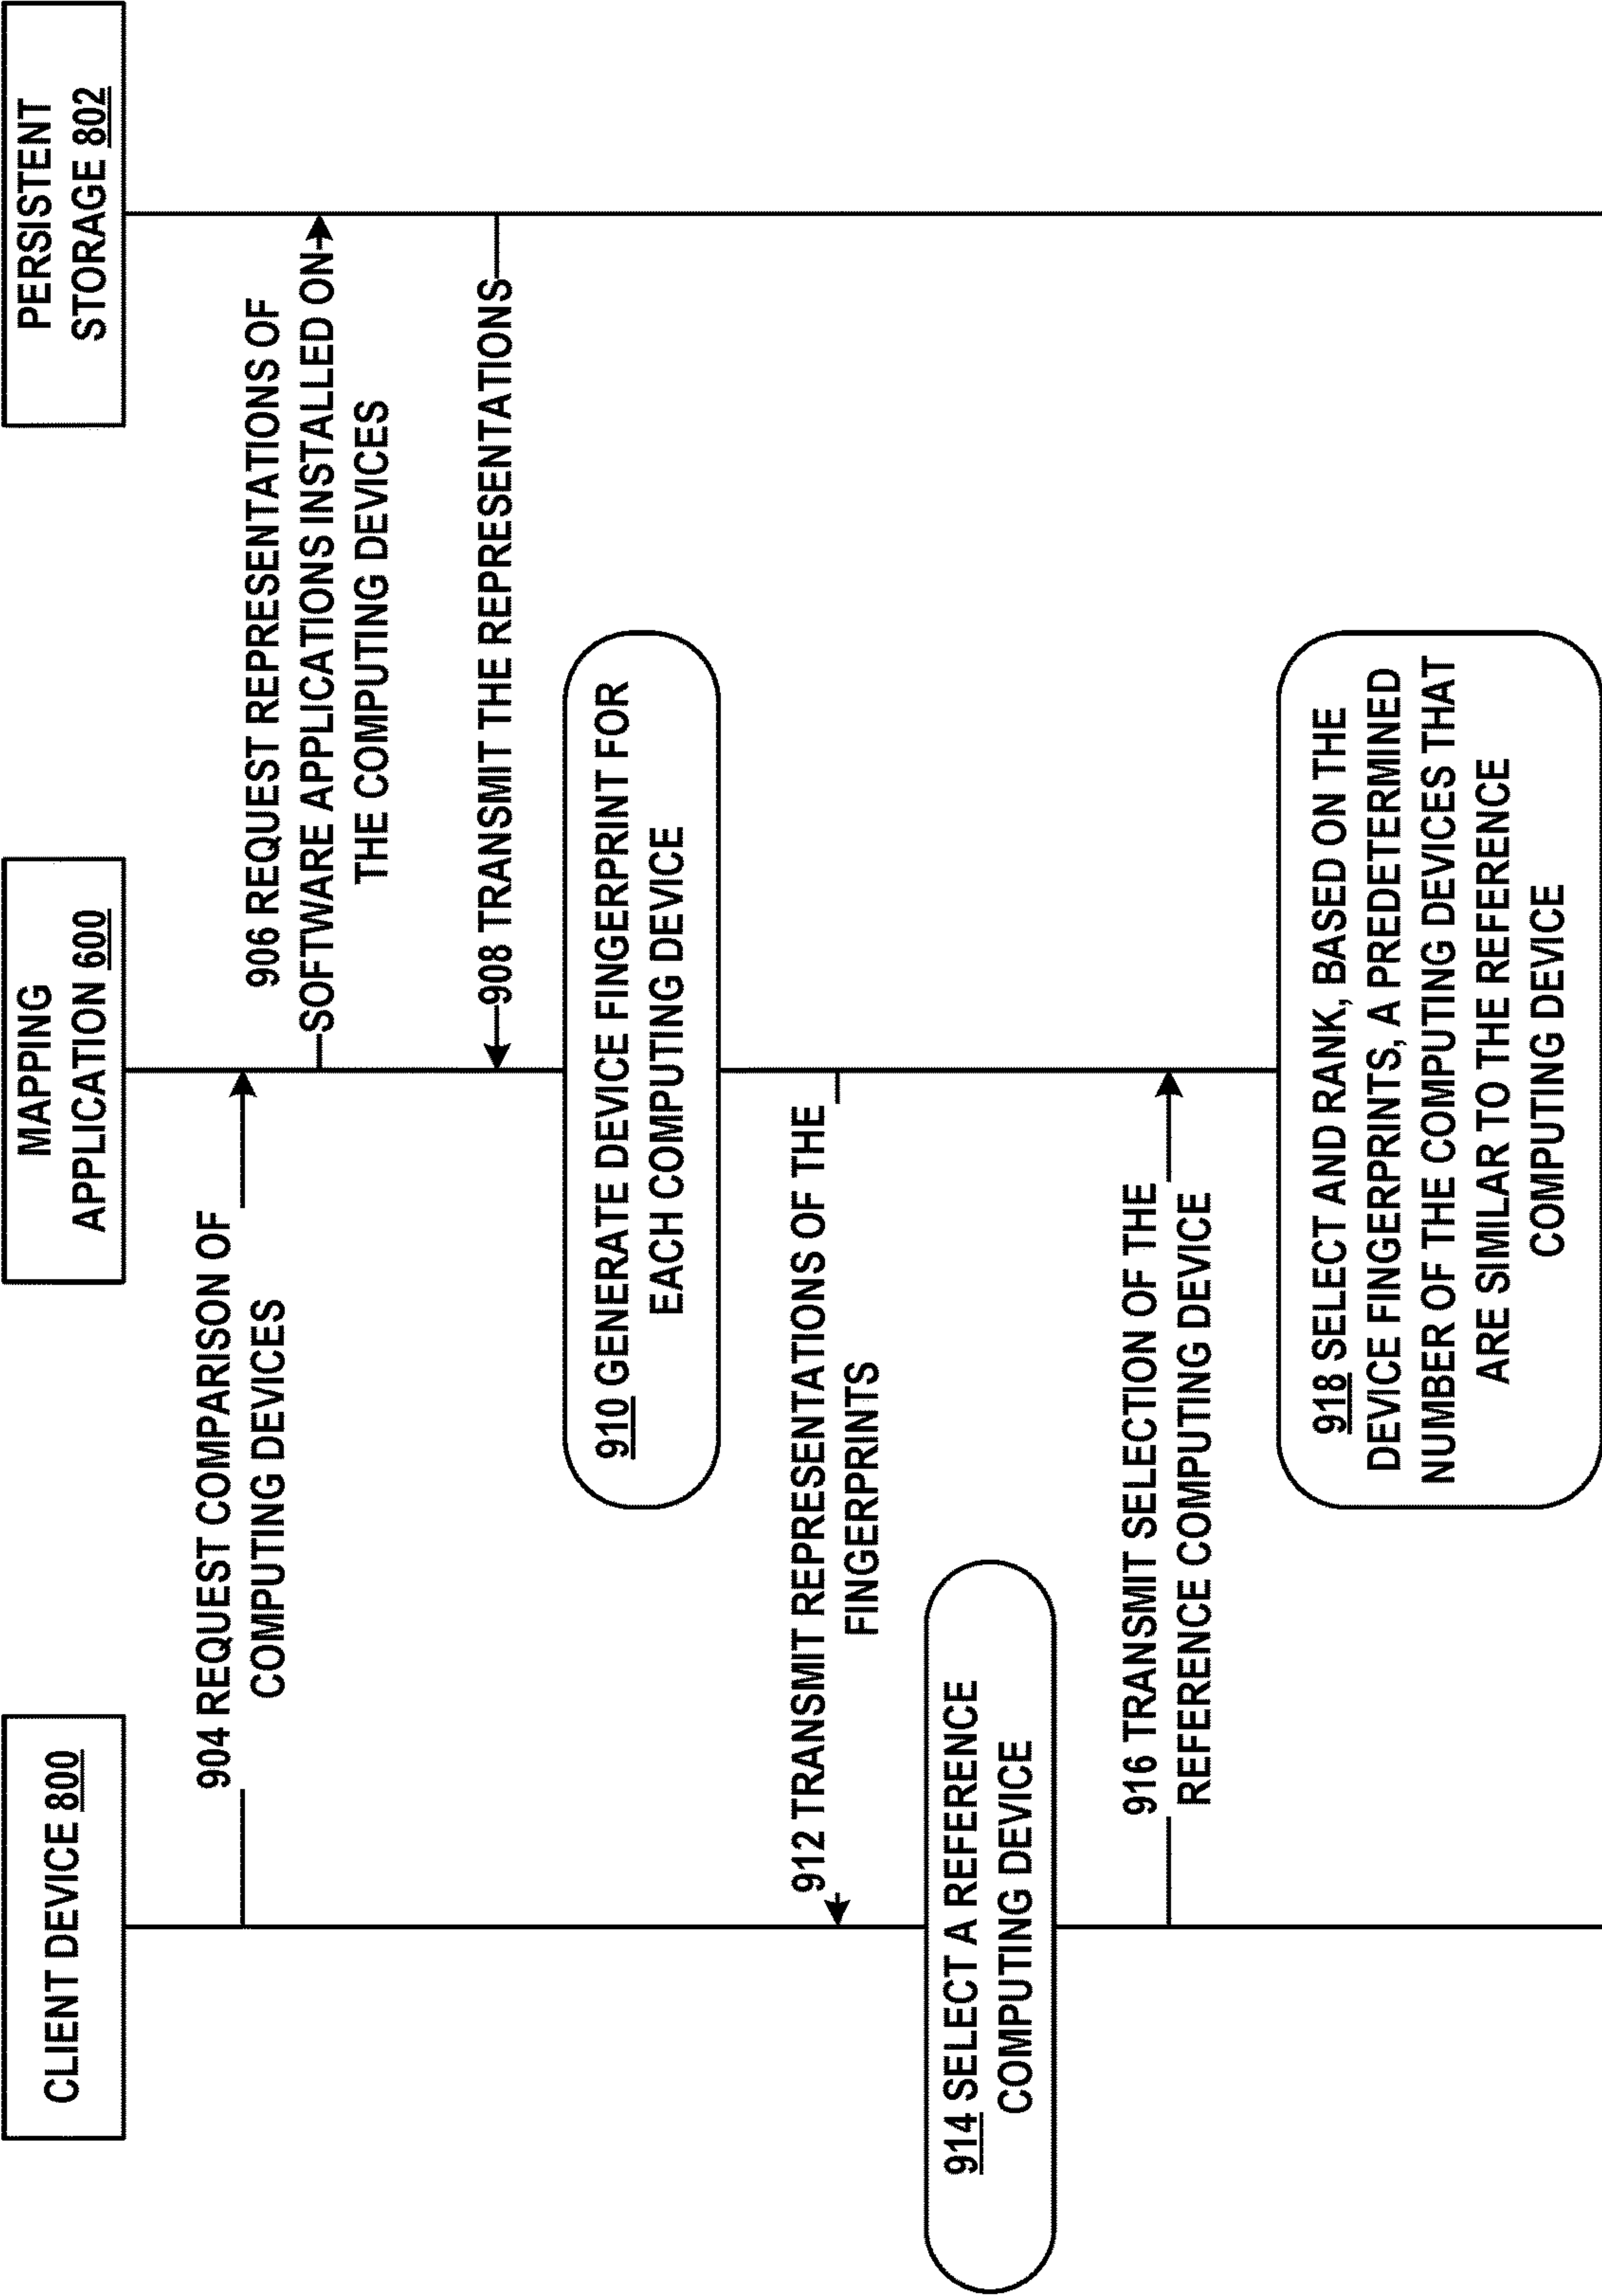 CLIENT DEVICE 800
MAPPING
APPLICATION 600
PERSISTENT
STORAGE 802
904 REQUEST COMPARISON OF
COMPUTING DEVICES
906 REQUEST REPRESENTATIONS OF
SOFTWARE APPLICATIONS INSTALLED ON
THE COMPUTING DEVICES
908 TRANSMIT THE REPRESENTATIONS
910 GENERATE DEVICE FINGERPRINT FOR
EACH COMPUTING DEVICE
912 TRANSMIT REPRESENTATIONS OF THE
FINGERPRINTS
914 SELECT A REFERENCE
COMPUTING DEVICE
916 TRANSMIT SELECTION OF THE
REFERENCE COMPUTING DEVICE
918 SELECT AND RANK, BASED ON THE
DEVICE FINGERPRINTS, A PREDETERMINED
NUMBER OF THE COMPUTING DEVICES THAT
ARE SIMILAR TO THE REFERENCE
COMPUTING DEVICE